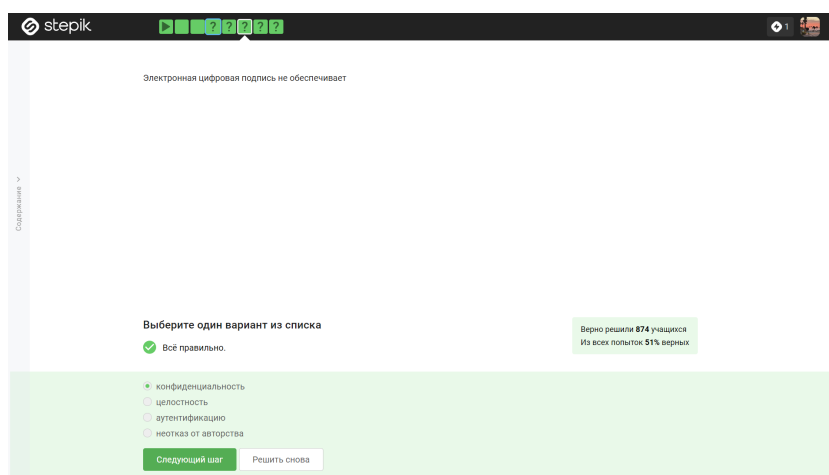 stepik
? ? ? ? ?
1
Электронная цифровая подпись не обеспечивает
Содержание
Выберите один вариант из списка
Всё правильно.
Верно решили 874 учащихся
Из всех попыток 51% верных
конфиденциальность
целостность
аутентификацию
неотказ от авторства
Следующий шаг
Решить снова